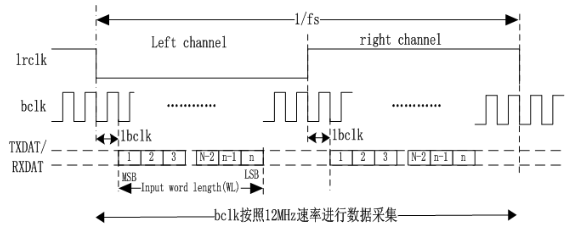 1/fs
Left channel
right channel
lrclk
bclk
1bclk
1bclk
TXDAT/
RXDAT
1 2 3 N-2 n-1 n
1 2 3 N-2 n-1 n
MSB
LSB
Input word length(WL)
bclk按照12MHz速率进行数据采集